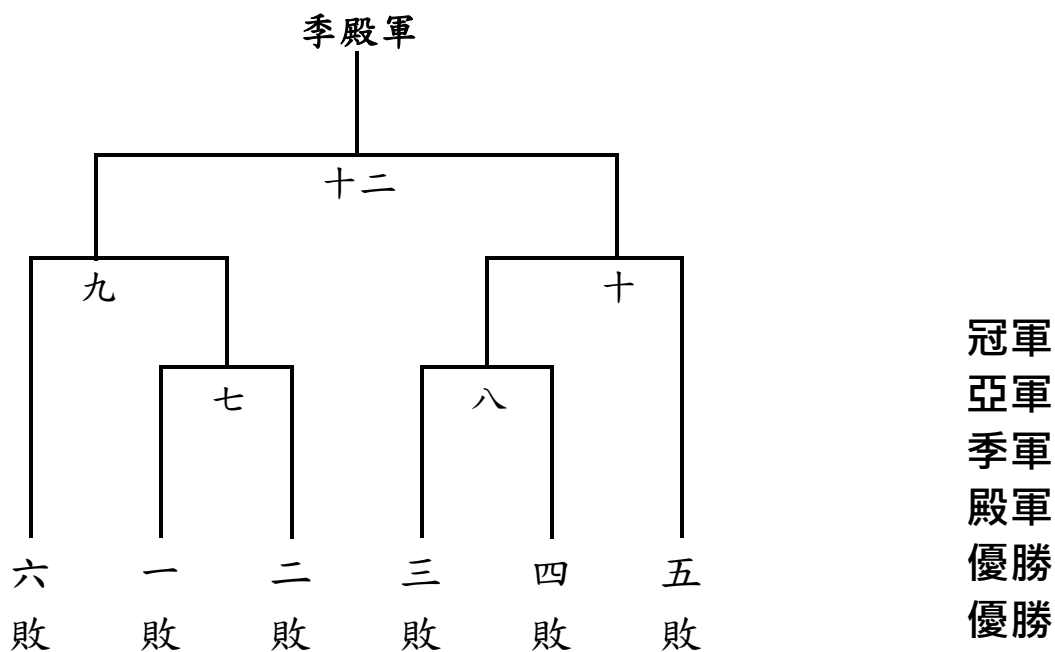 季殿軍
十二
九
十
七
八
六敗
一敗
二敗
三敗
四敗
五敗
冠軍
亞軍
季軍
殿軍
優勝
優勝